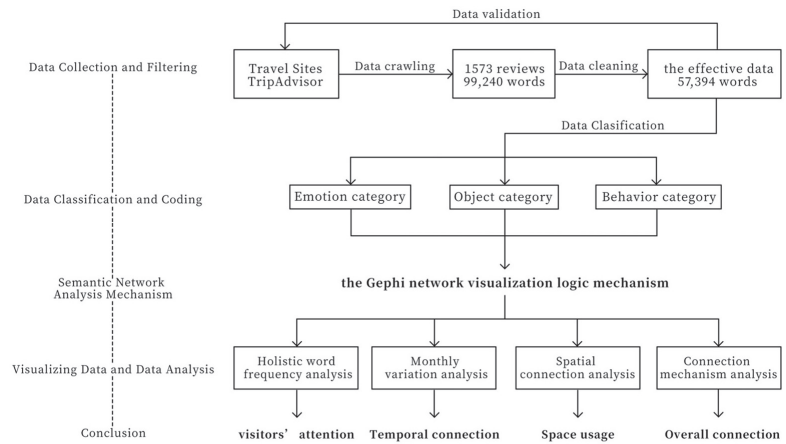 Data validation
Data Collection and Filtering
Travel Sites
TripAdvisor
Data crawling
1573 reviews
99,240 words
Data cleaning
the effective data
57,394 words
Data Clasification
Data Classification and Coding
Emotion category
Object category
Behavior category
Semantic Network
Analysis Mechanism
the Gephi network visualization logic mechanism
Visualizing Data and Data Analysis
Holistic word
frequency analysis
Monthly
variation analysis
Spatial
connection analysis
Connection
mechanism analysis
Conclusion
visitors’ attention
Temporal connection
Space usage
Overall connection